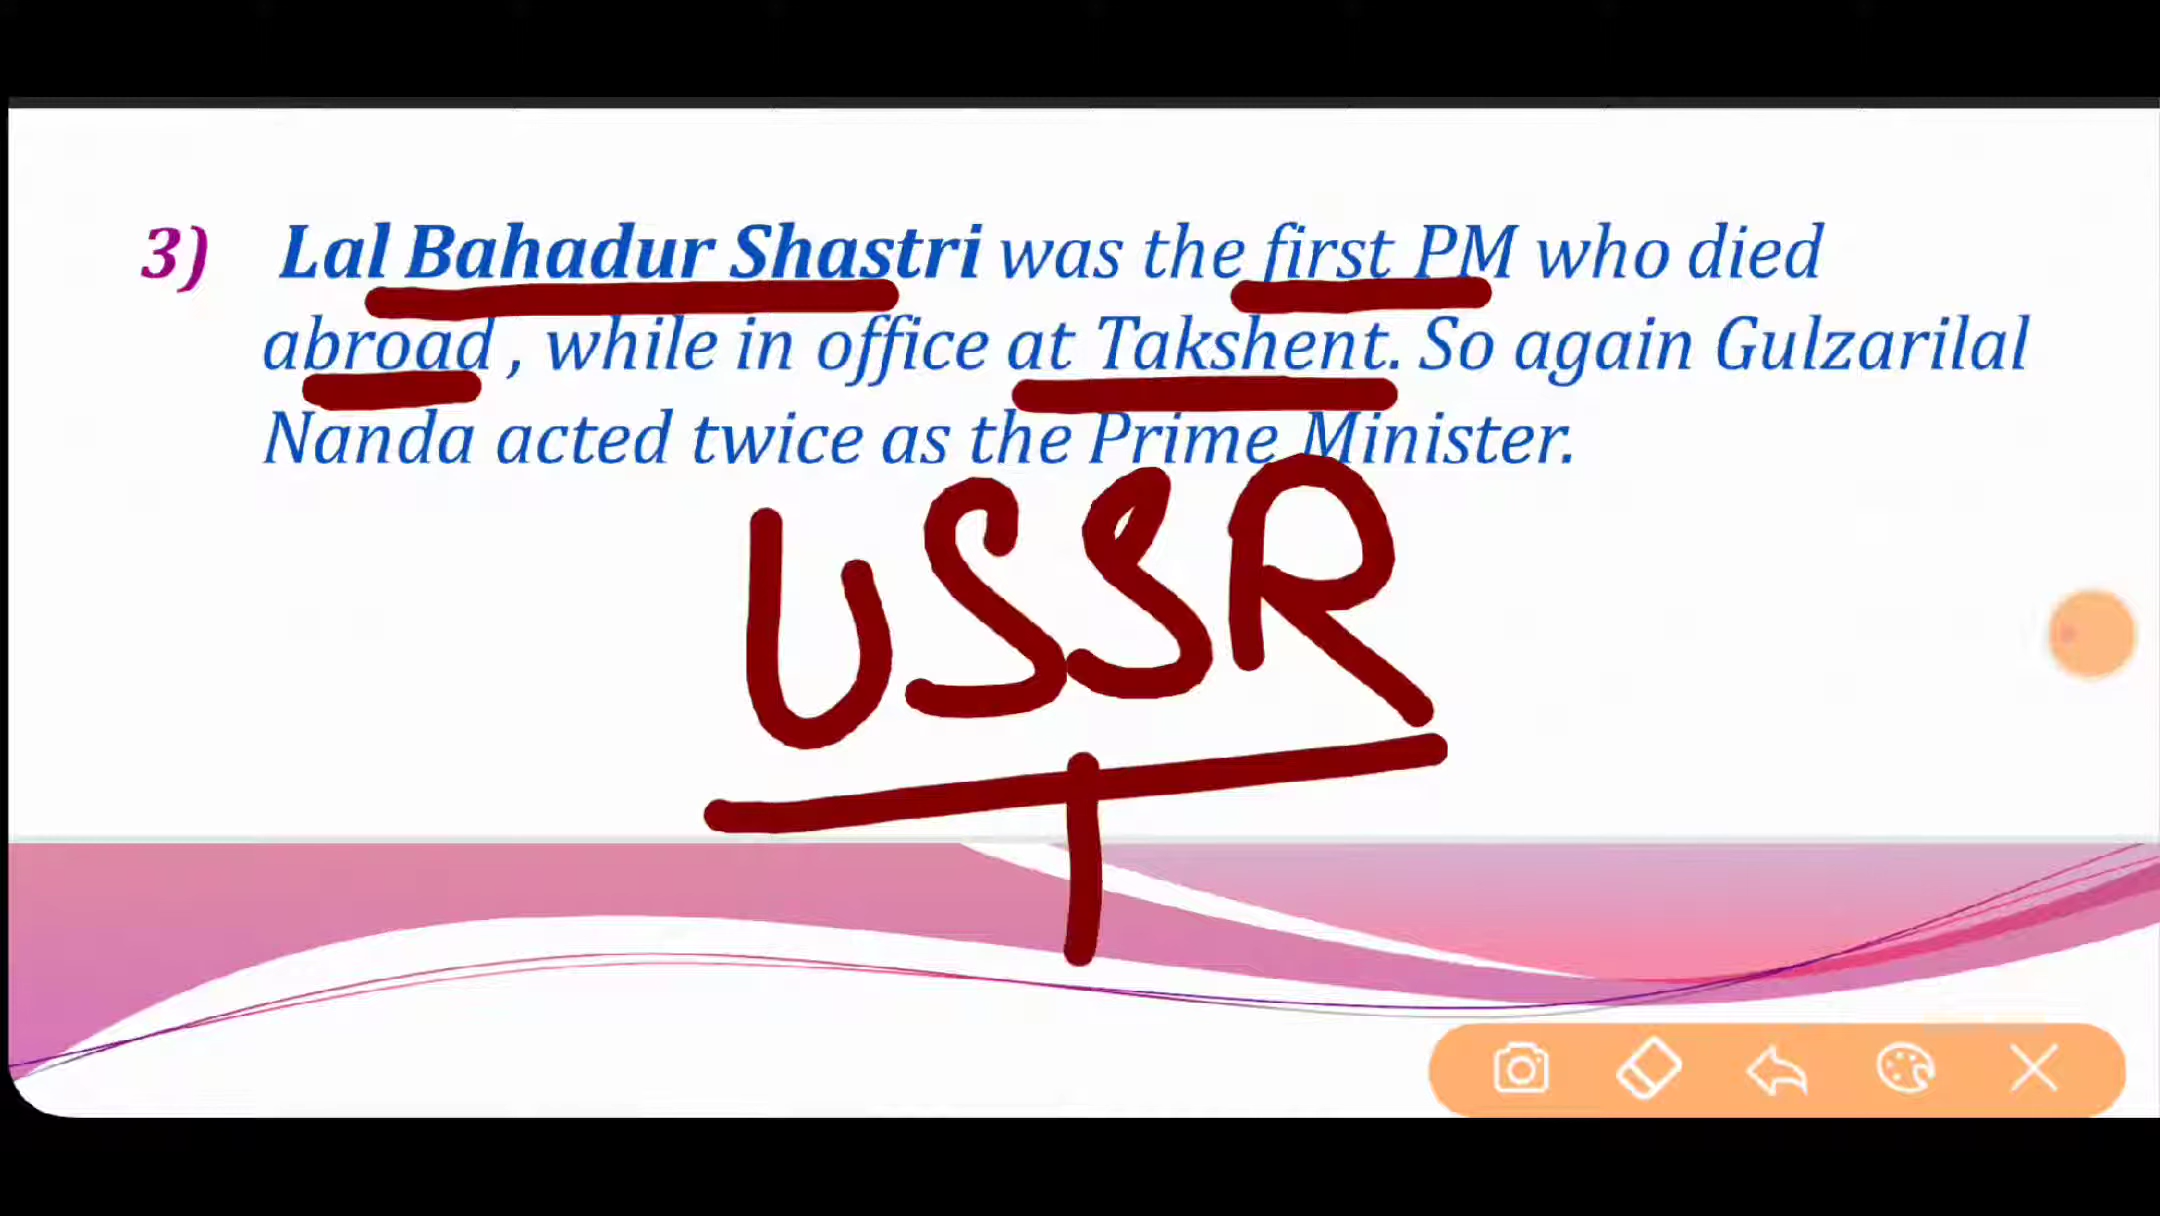 3) Lal Bahadur Shastri was the first PM who died
abroad , while in office at Takshent. So again Gulzarilal
Nanda acted twice as the Prime Minister.
USSR
T